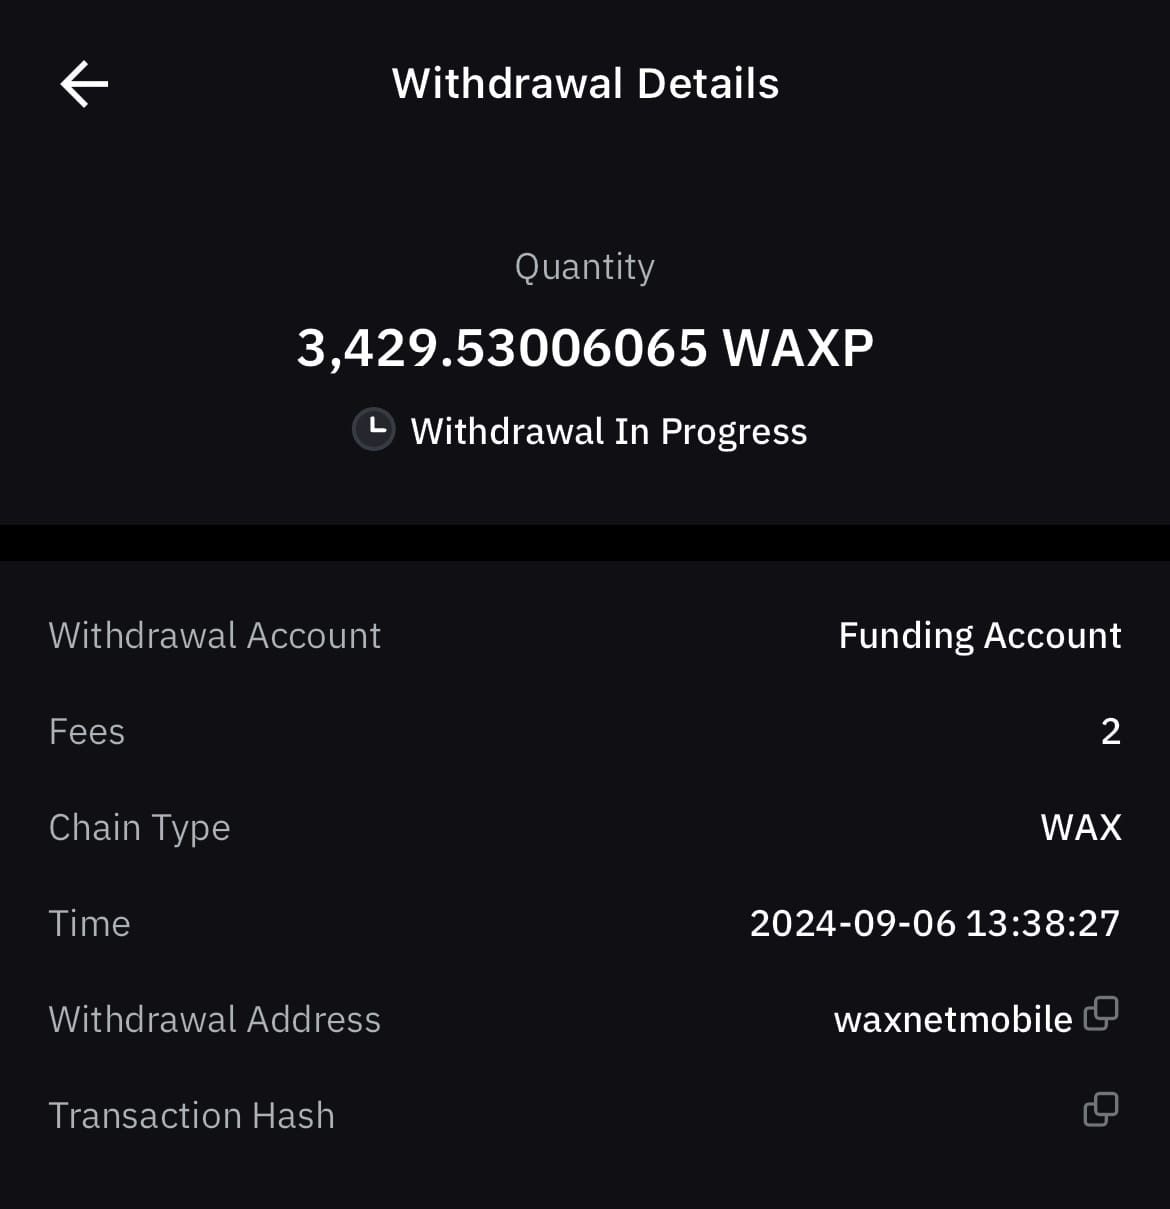 Withdrawal Details
Quantity
3,429.53006065 WAXP
Withdrawal In Progress
Withdrawal Account Funding Account
Fees 2
Chain Type WAX
Time 2024-09-06 13:38:27
Withdrawal Address waxnetmobile
Transaction Hash